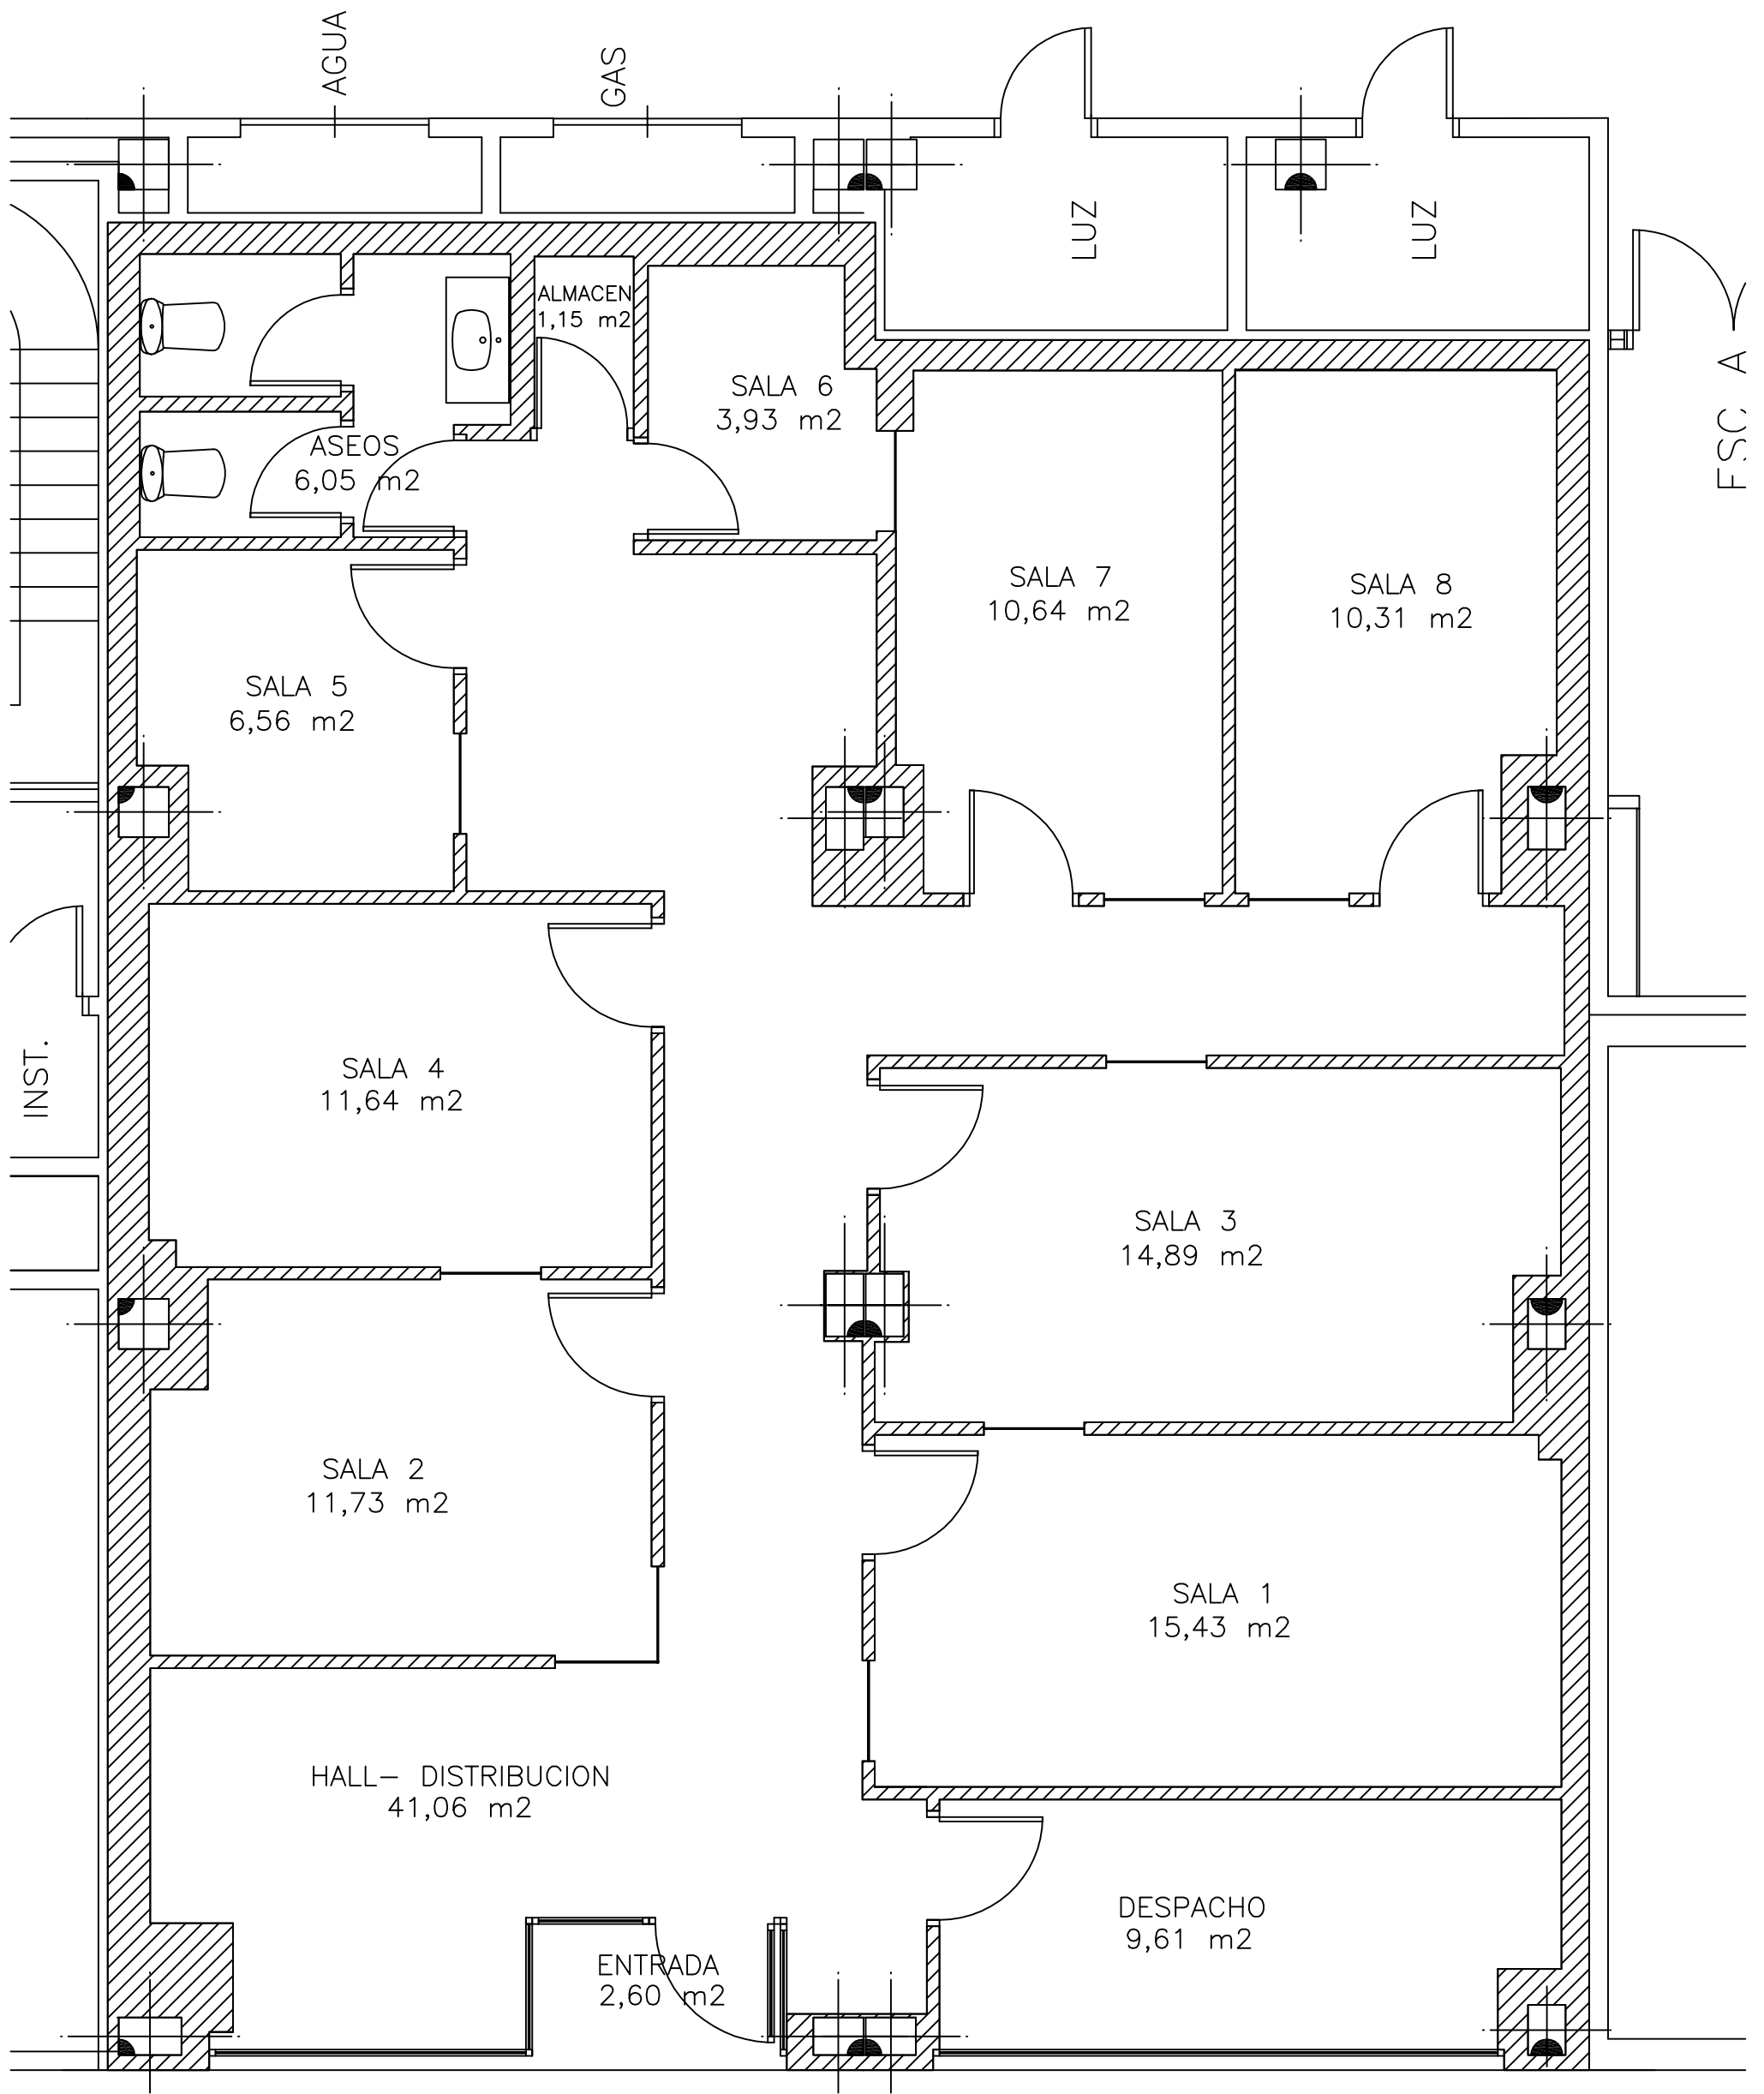 AGUA
GAS
LUZ
LUZ
ALMACEN
1,15 m2
SALA 6
3,93 m2
ESC A
ASEOS
6,05 m2
SALA 7
10,64 m2
SALA 8
10,31 m2
SALA 5
6,56 m2
SALA 4
11,64 m2
INST.
SALA 3
14,89 m2
SALA 2
11,73 m2
SALA 1
15,43 m2
HALL- DISTRIBUCION
41,06 m2
DESPACHO
9,61 m2
ENTRADA
2,60 m2